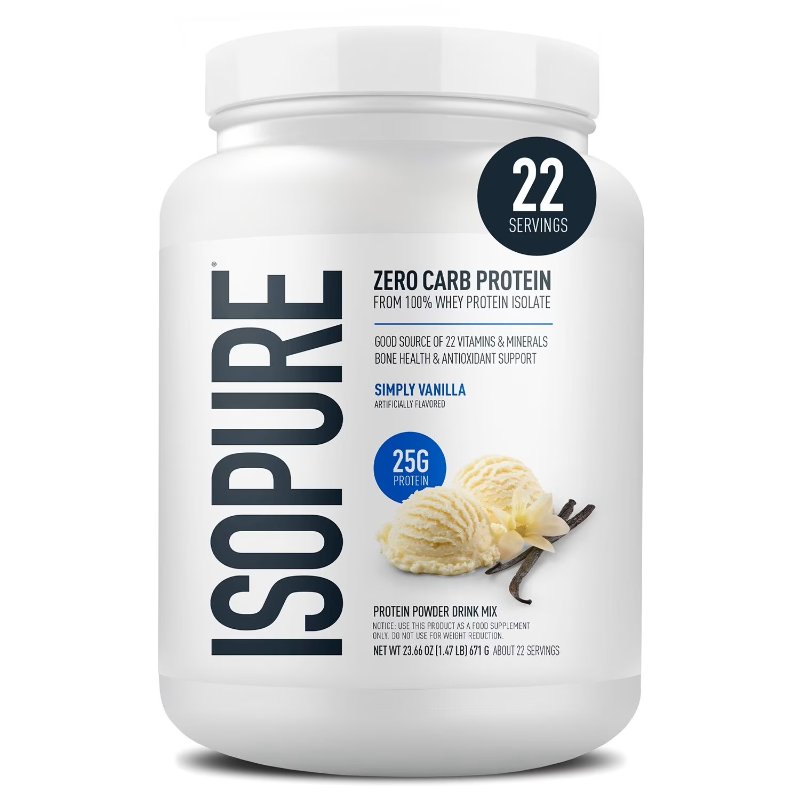 22
SERVINGS
ISOPURE®
ZERO CARB PROTEIN
FROM 100% WHEY PROTEIN ISOLATE
GOOD SOURCE OF 22 VITAMINS & MINERALS
BONE HEALTH & ANTIOXIDANT SUPPORT
SIMPLY VANILLA
ARTIFICIALLY FLAVORED
25G
PROTEIN
PROTEIN POWDER DRINK MIX
NOTICE: USE THIS PRODUCT AS A FOOD SUPPLEMENT
ONLY. DO NOT USE FOR WEIGHT REDUCTION.
NET WT 23.66 OZ (1.47 LB) 671 G ABOUT 22 SERVINGS